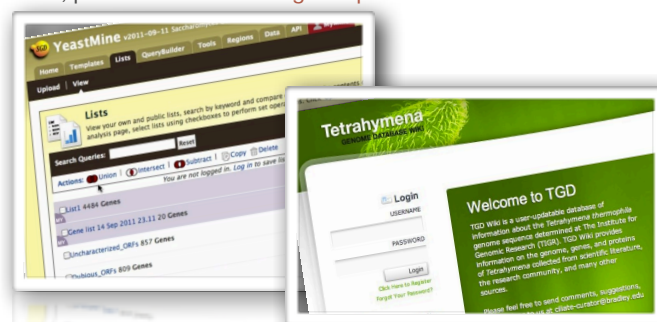 YeastMine v2011-09-11
Home Templates Lists QueryBuilder Tools Regions Data API
Upload View
Lists
View your own and public lists, search by keyword and compare
analysis page, select lists using checkboxes to perform set
Search Queries: Reset
Actions: Union Intersect Subtract Copy Delete
You are not logged in. Log in to save
List1 4484 Genes
Gene list 14 Sep 2011 23.11 20 Genes
Uncharacterized_ORFs 857 Genes
Dubious_ORFs 809 Genes
Tetrahymena
GENOME DATABASE WIKI
Login
USERNAME
PASSWORD
Login
Click Here to Register
Forgot Your Password?
Welcome to TGD
TGD Wiki is a user-updatable database of
information about the Tetrahymena thermophila
genome sequence determined at The Institute for
Genomic Research (TIGR). TGD Wiki provides
information on the genome, genes, and proteins
of Tetrahymena collected from scientific literature,
the research community, and many other
sources.
Please feel free to send comments, suggestions,
us at ciliate-curator@bradley.edu